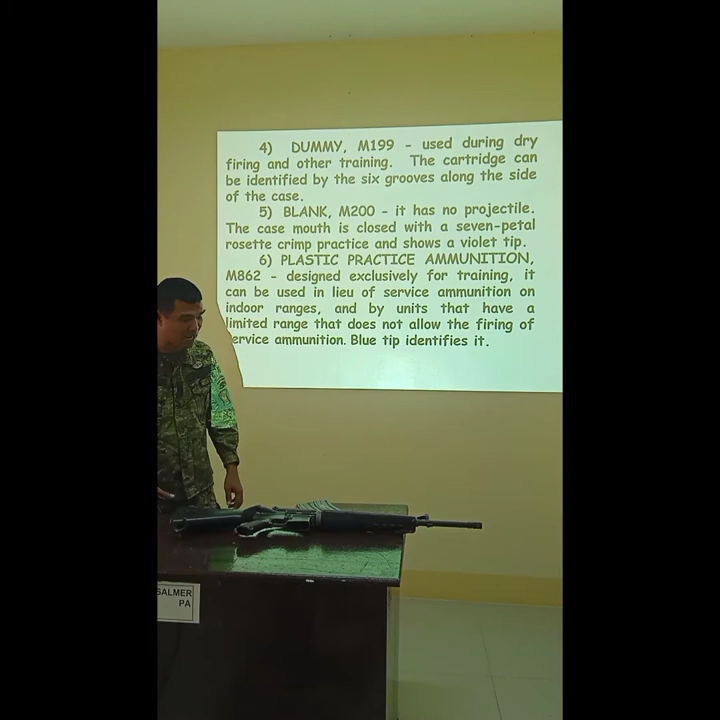 4) DUMMY, M199 - used during dry
firing and other training. The cartridge can
be identified by the six grooves along the side
of the case.
5) BLANK, M200 - it has no projectile.
The case mouth is closed with a seven-petal
rosette crimp practice and shows a violet tip.
6) PLASTIC PRACTICE AMMUNITION,
M862 - designed exclusively for training, it
can be used in lieu of service ammunition on
indoor ranges, and by units that have a
limited range that does not allow the firing of
ervice ammunition. Blue tip identifies it.
SALMER
PA